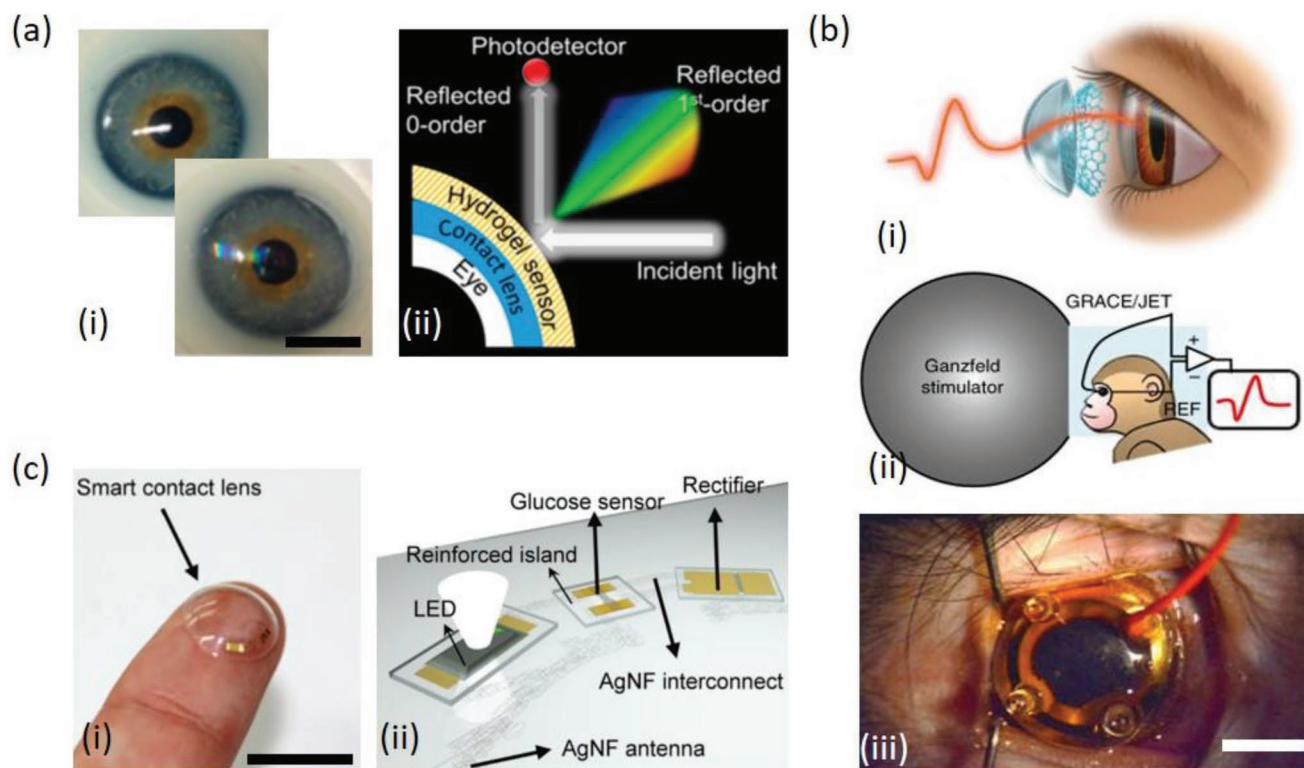 (a)
(i)
Photodetector
Reflected
0-order
Reflected
1st-order
Hydrogel sensor
Contact lens
Eye
Incident light
(ii)
(b)
(i)
GRACE/JET
Ganzfeld
stimulator
+
−
REF
(ii)
(iii)
(c)
Smart contact lens
(i)
Glucose sensor
Rectifier
Reinforced island
LED
AgNF interconnect
AgNF antenna
(ii)